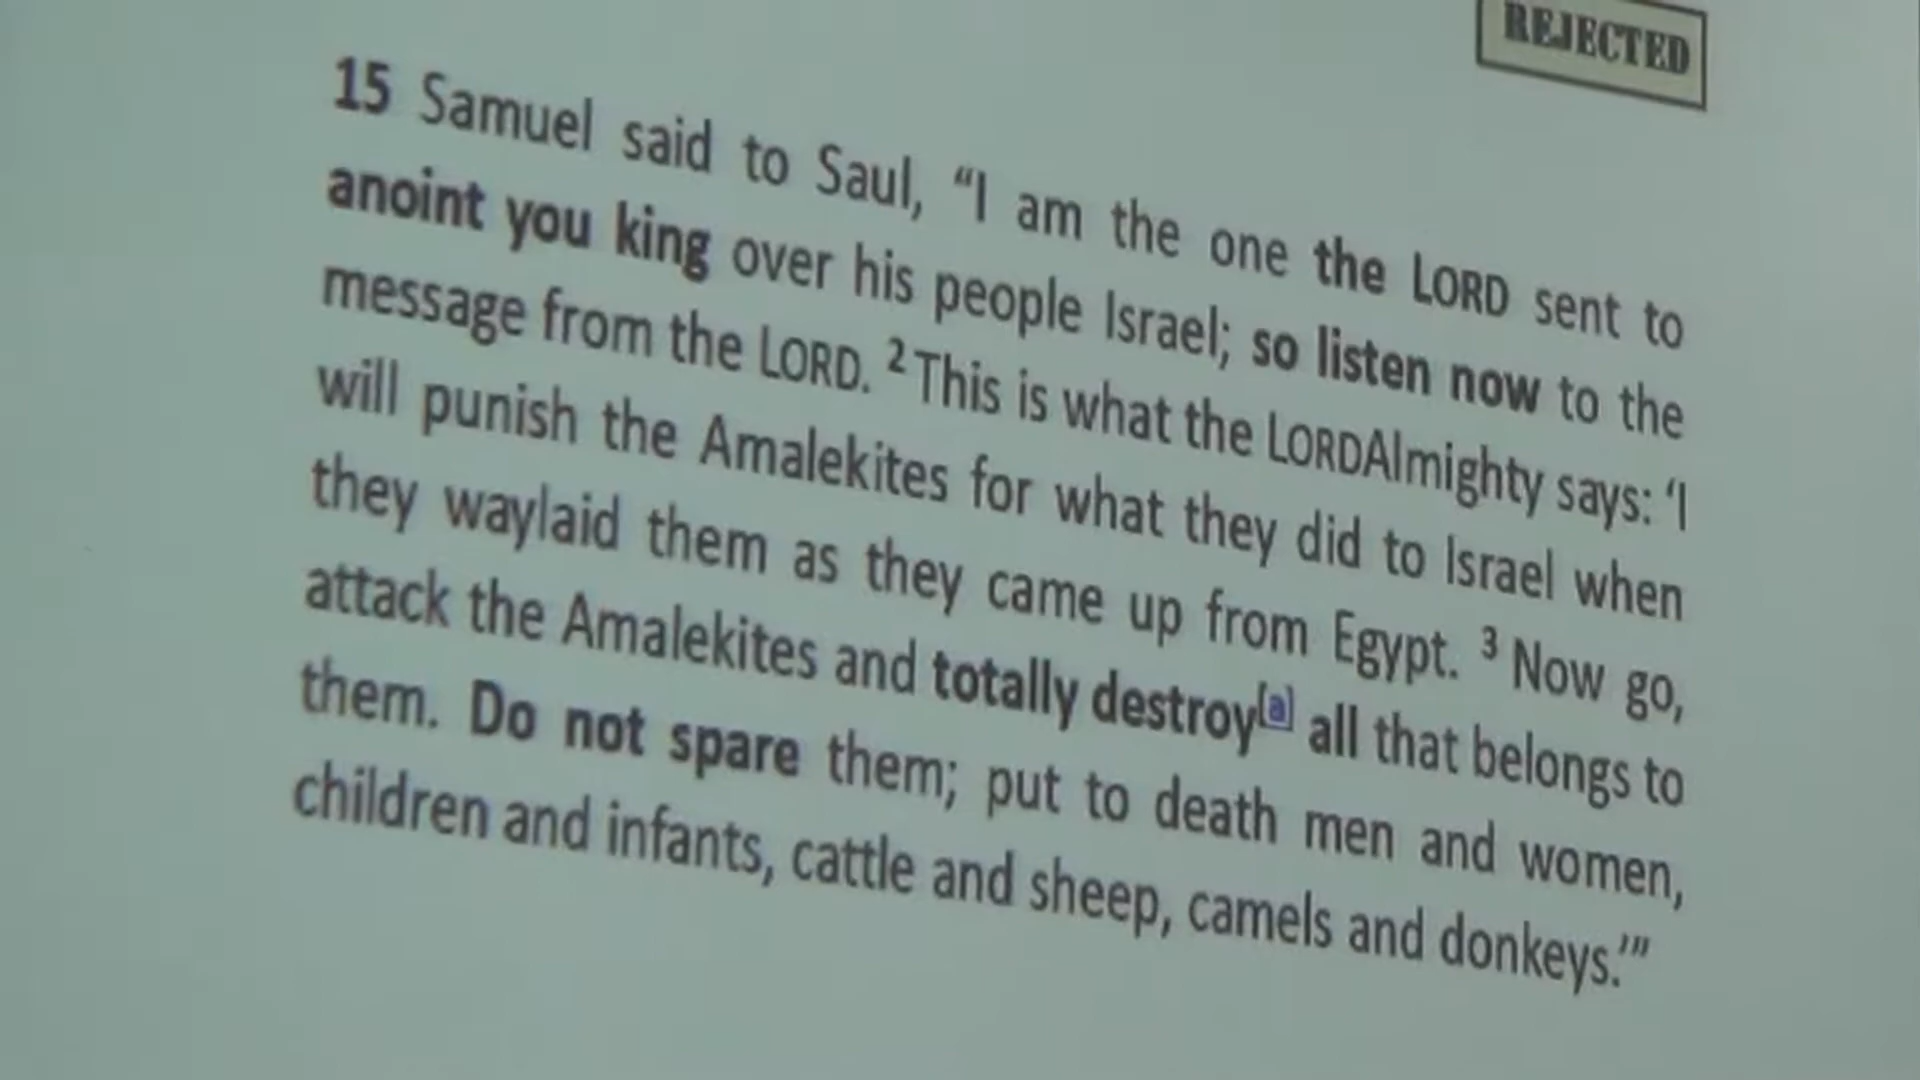 REJECTED
15 Samuel said to Saul, “I am the one the LORD sent to
anoint you king over his people Israel; so listen now to the
message from the LORD. 2 This is what the LORDAlmighty says: ‘I
will punish the Amalekites for what they did to Israel when
they waylaid them as they came up from Egypt. 3 Now go,
attack the Amalekites and totally destroy[a] all that belongs to
them. Do not spare them; put to death men and women,
children and infants, cattle and sheep, camels and donkeys.’”